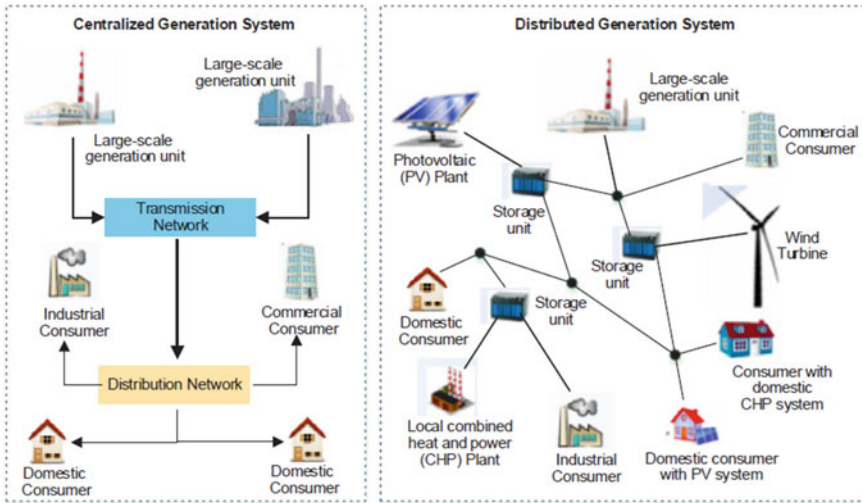 Centralized Generation System
Large-scale
generation unit
Large-scale
generation unit
Transmission
Network
Industrial
Consumer
Commercial
Consumer
Distribution Network
Domestic
Consumer
Domestic
Consumer
Distributed Generation System
Large-scale
generation unit
Photovoltaic
(PV) Plant
Commercial
Consumer
Storage
unit
Storage
unit
Wind
Turbine
Domestic
Consumer
Storage
unit
Consumer with
domestic
CHP system
Local combined
heat and power
(CHP) Plant
Industrial
Consumer
Domestic consumer
with PV system